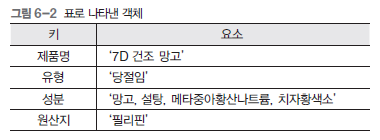 그림 6-2 표로 나타낸 객체
키 요소
제품명 '7D 건조 망고'
유형 '당절임'
성분 '망고, 설탕, 메타중아황산나트륨, 치자황색소'
원산지 '필리핀'